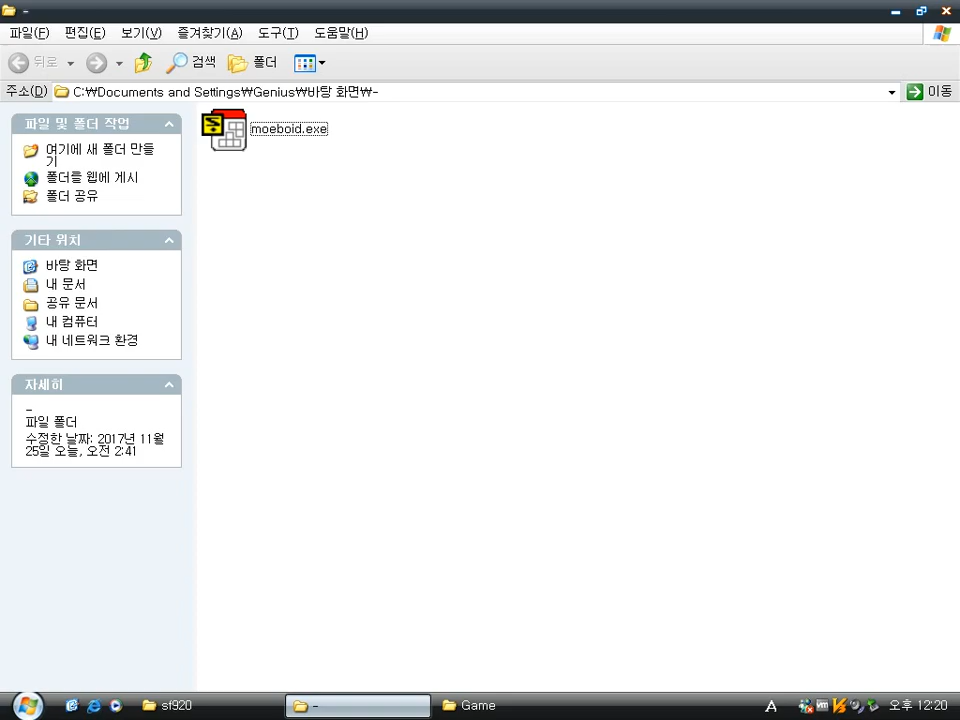 -
파일(F) 편집(E) 보기(V) 즐겨찾기(A) 도구(T) 도움말(H)
뒤로 검색 폴더
주소(D) C:\Documents and Settings\Genius\바탕 화면\- 이동
파일 및 폴더 작업
여기에 새 폴더 만들
기
폴더를 웹에 게시
폴더 공유
기타 위치
바탕 화면
내 문서
공유 문서
내 컴퓨터
내 네트워크 환경
자세히
-
파일 폴더
수정한 날짜: 2017년 11월
25일 오늘, 오전 2:41
moeboid.exe
sf920 - Game A 오후 12:20